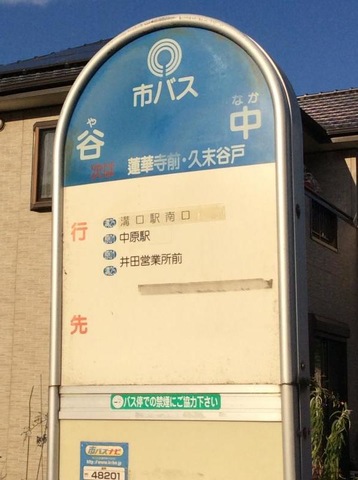 市バス
や なか
谷 中
蓮華寺前・久末谷戸
行先
溝口駅南口
中原駅
井田営業所前
バス停での禁煙にご協力下さい
市バスナビ
48201